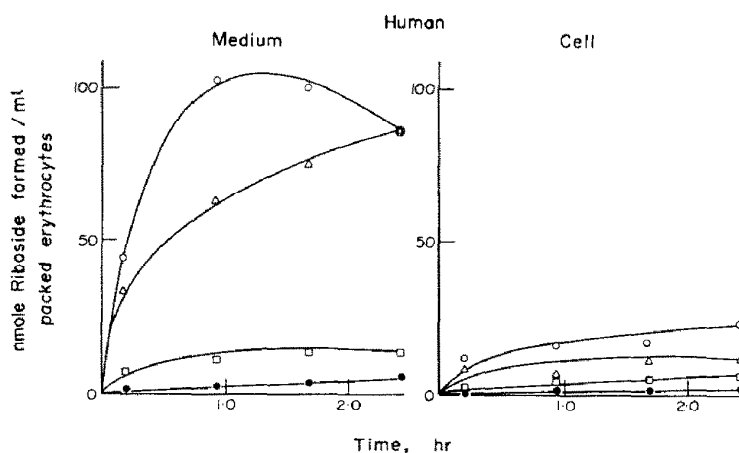 Human
Medium
Cell
nmole Riboside formed / ml
packed erythrocytes
100
50
0
1·0
2·0
100
50
0
1·0
2·0
Time, hr